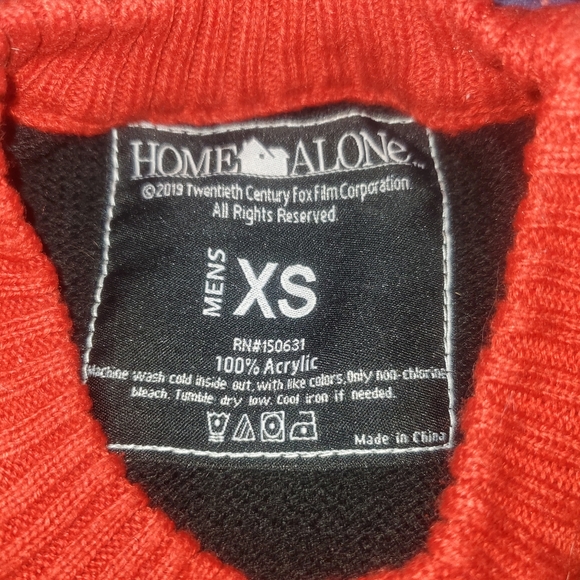 HOME ALONe™
©2019 Twentieth Century Fox Film Corporation.
All Rights Reserved.
MENS XS
RN#150631
100% Acrylic
Machine wash cold inside out, with like colors, Only non-chlorine
bleach. Tumble dry low. Cool iron if needed.
Made in China